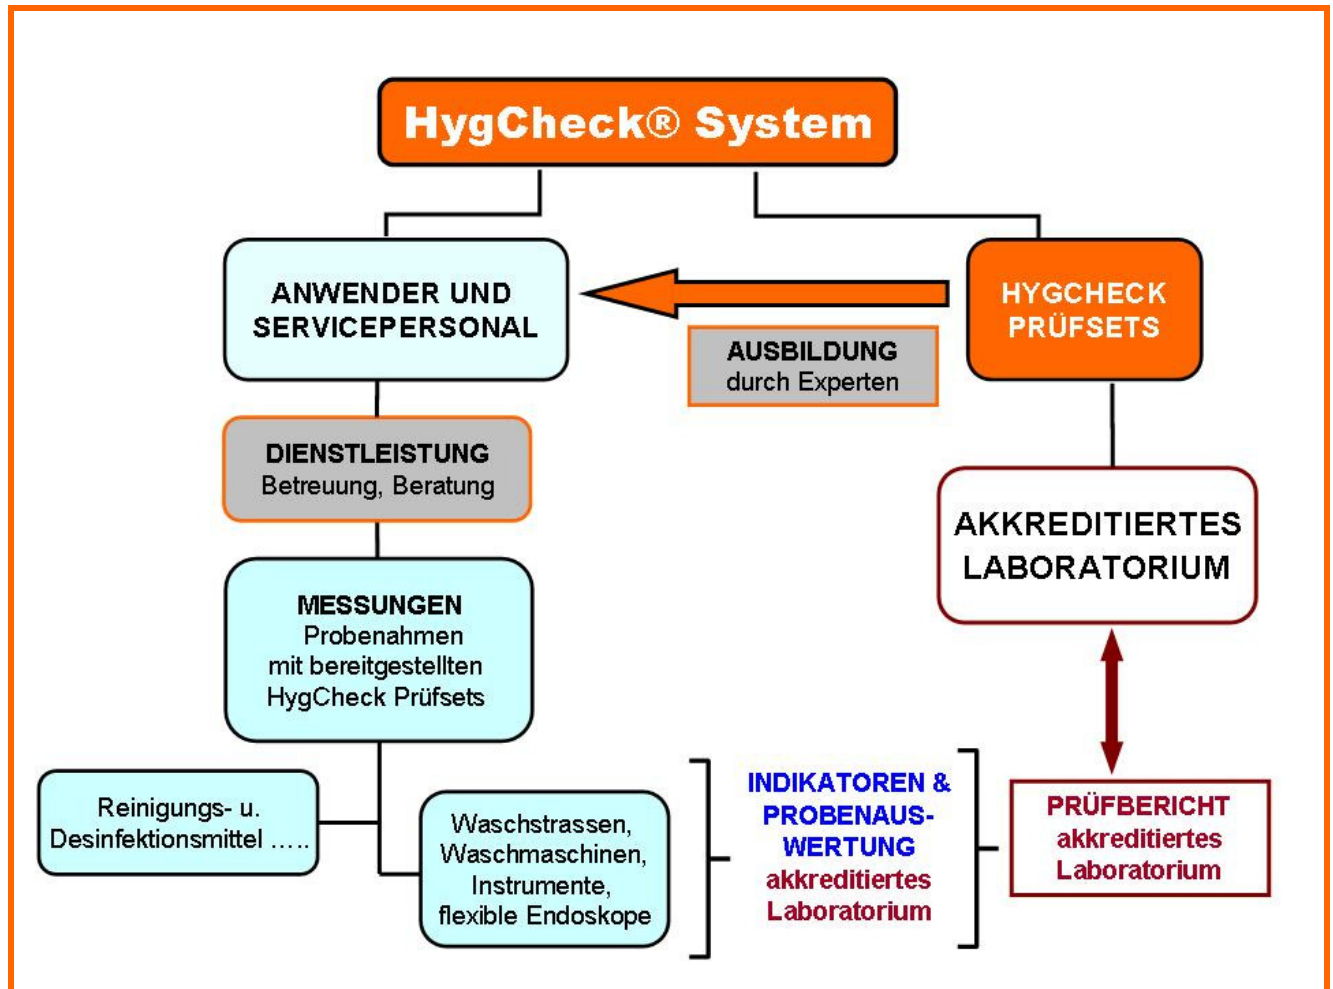 HygCheck® System
ANWENDER UND
SERVICEPERSONAL
HYGCHECK
PRÜFSETS
AUSBILDUNG
durch Experten
DIENSTLEISTUNG
Betreuung, Beratung
AKKREDITIERTES
LABORATORIUM
MESSUNGEN
Probenahmen
mit bereitgestellten
HygCheck Prüfsets
Reinigungs- u.
Desinfektionsmittel .....
Waschstrassen,
Waschmaschinen,
Instrumente,
flexible Endoskope
INDIKATOREN &
PROBENAUS-
WERTUNG
akkreditiertes
Laboratorium
PRÜFBERICHT
akkreditiertes
Laboratorium